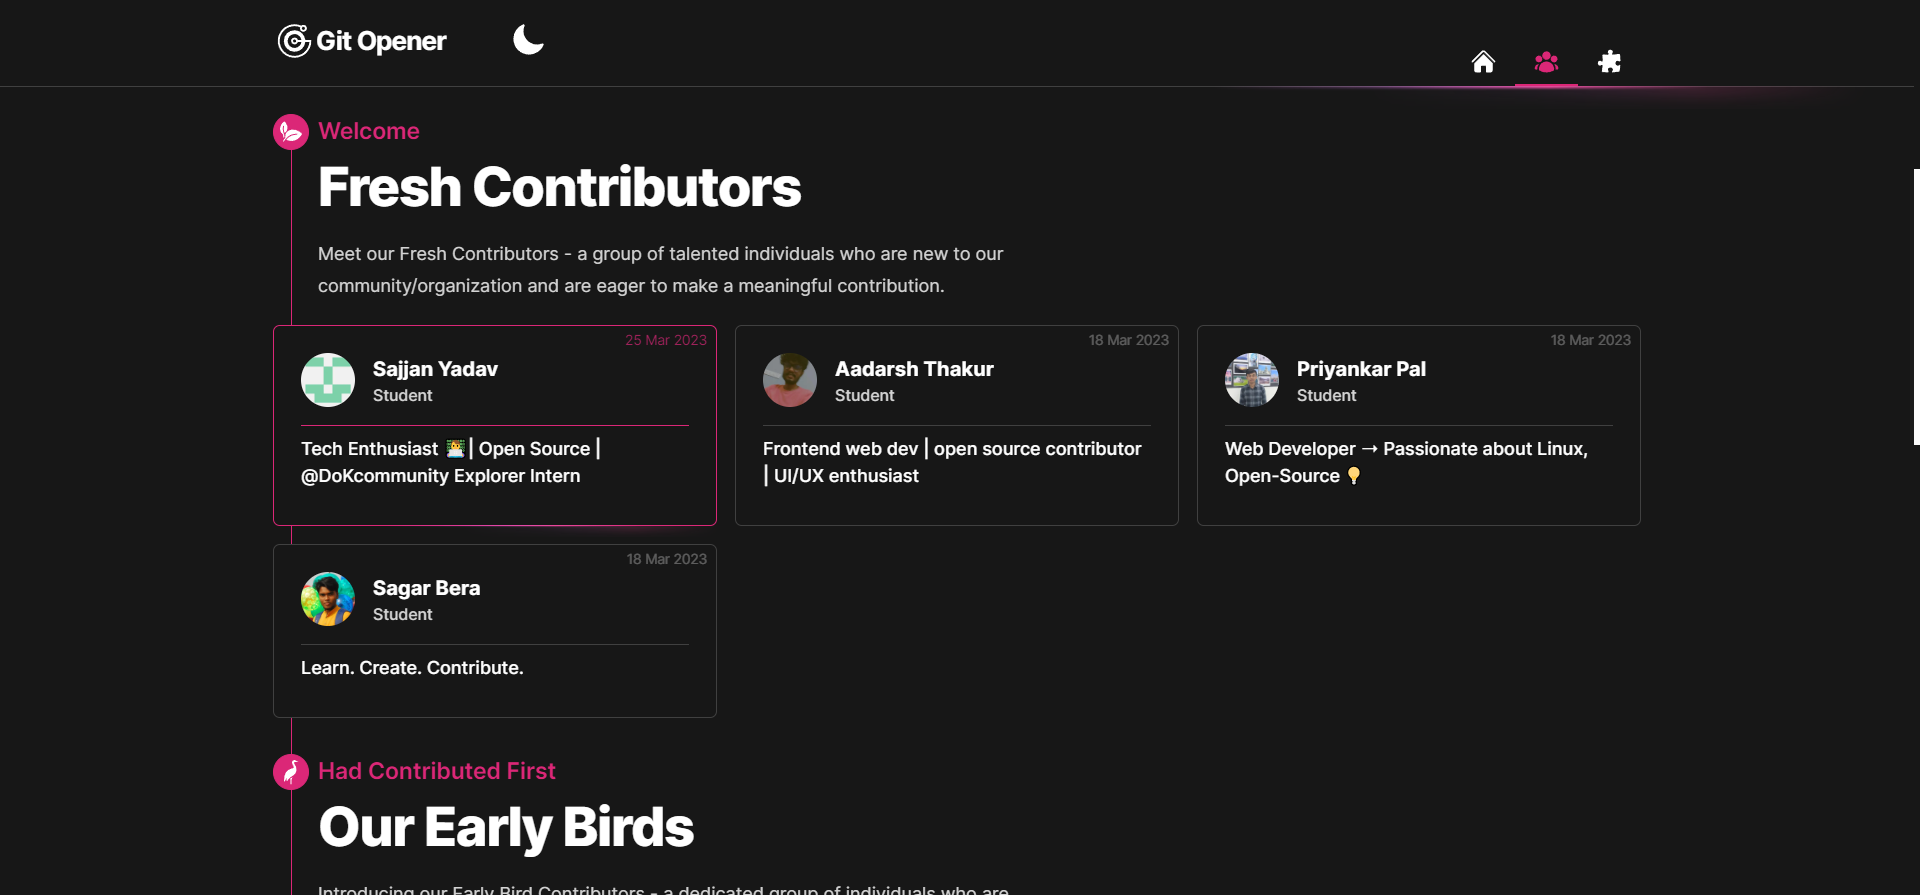 Git Opener
Welcome
Fresh Contributors
Meet our Fresh Contributors - a group of talented individuals who are new to our
community/organization and are eager to make a meaningful contribution.
25 Mar 2023
Sajjan Yadav
Student
Tech Enthusiast 👨‍💻| Open Source |
@DoKcommunity Explorer Intern
18 Mar 2023
Aadarsh Thakur
Student
Frontend web dev | open source contributor
| UI/UX enthusiast
18 Mar 2023
Priyankar Pal
Student
Web Developer → Passionate about Linux,
Open-Source 💡
18 Mar 2023
Sagar Bera
Student
Learn. Create. Contribute.
Had Contributed First
Our Early Birds
Introducing our Early Bird Contributors - a dedicated group of individuals who are